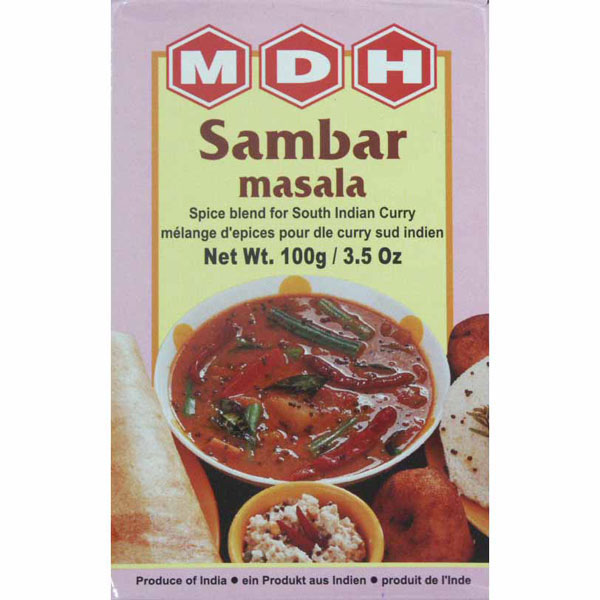 MDH
Sambar
masala
Spice blend for South Indian Curry
mélange d'epices pour dle curry sud indien
Net Wt. 100g / 3.5 Oz
Produce of India ● ein Produkt aus Indien ● produit de l'Inde